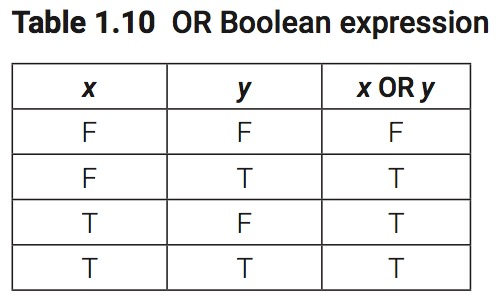 Table 1.10 OR Boolean expression
x y x OR y
F F F
F T T
T F T
T T T